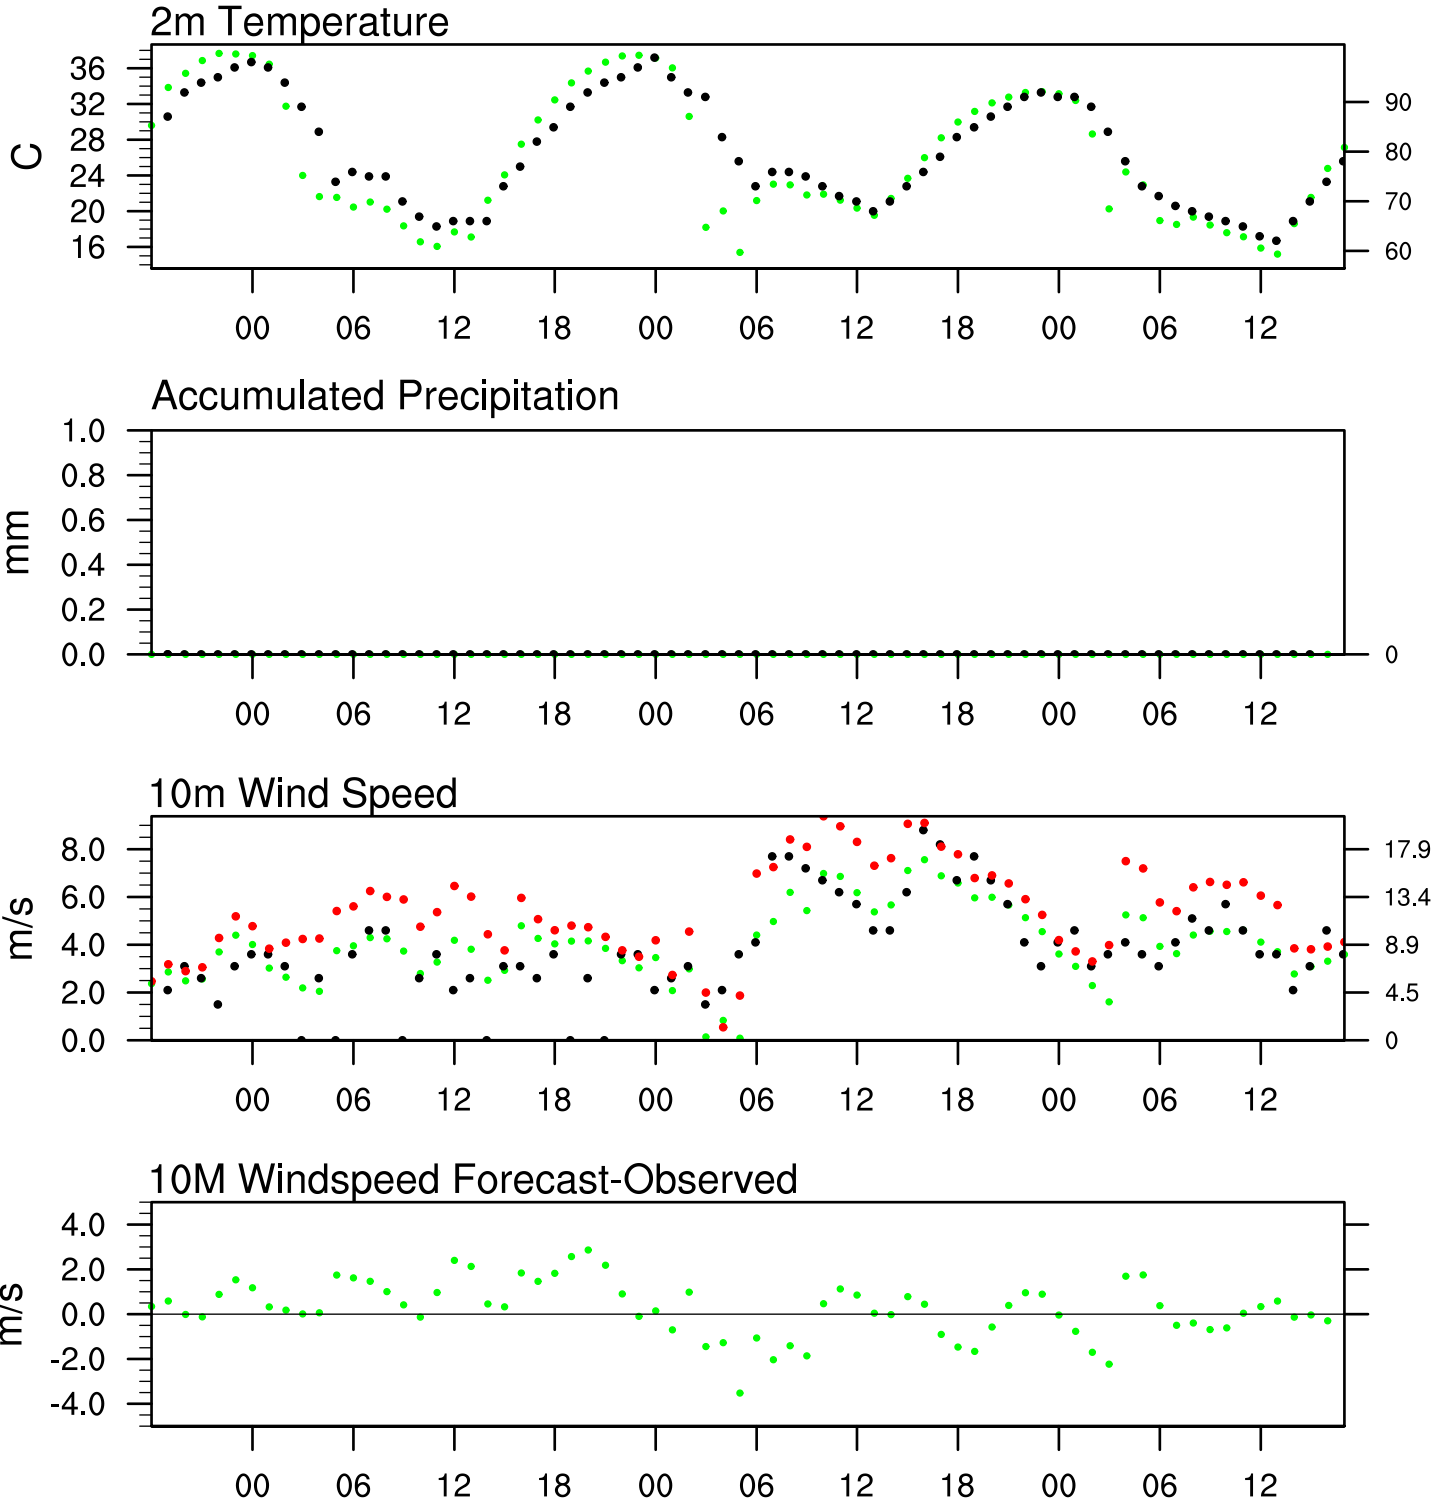 2m Temperature
C
36
32
28
24
20
16
90
80
70
60
00 06 12 18 00 06 12 18 00 06 12
Accumulated Precipitation
mm
1.0
0.8
0.6
0.4
0.2
0.0
0
00 06 12 18 00 06 12 18 00 06 12
10m Wind Speed
m/s
8.0
6.0
4.0
2.0
0.0
17.9
13.4
8.9
4.5
0
00 06 12 18 00 06 12 18 00 06 12
10M Windspeed Forecast-Observed
m/s
4.0
2.0
0.0
-2.0
-4.0
00 06 12 18 00 06 12 18 00 06 12